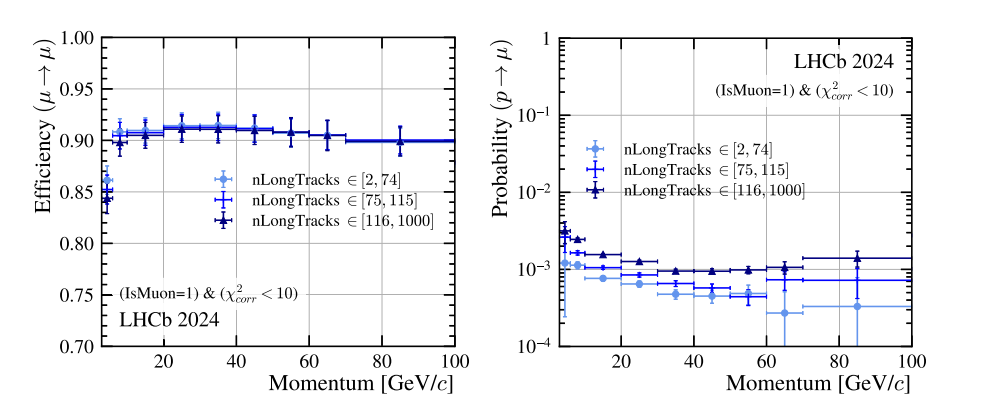 Efficiency (μ → μ)
1.00
0.95
0.90
0.85
0.80
0.75
0.70
nLongTracks ∈ [2, 74]
nLongTracks ∈ [75, 115]
nLongTracks ∈ [116, 1000]
(IsMuon=1) & (χ²corr < 10)
LHCb 2024
20 40 60 80 100
Momentum [GeV/c]
Probability (p → μ)
1
10⁻¹
10⁻²
10⁻³
10⁻⁴
LHCb 2024
(IsMuon=1) & (χ²corr < 10)
nLongTracks ∈ [2, 74]
nLongTracks ∈ [75, 115]
nLongTracks ∈ [116, 1000]
20 40 60 80 100
Momentum [GeV/c]